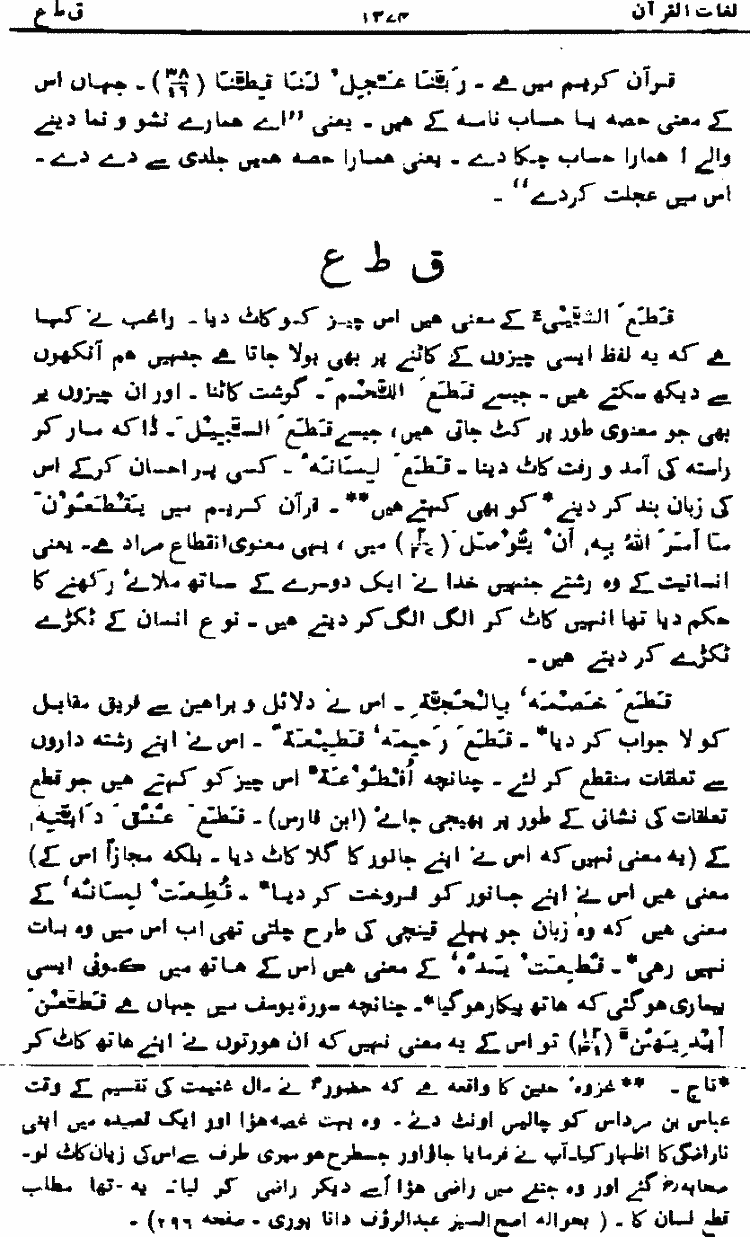 لغات القرآن ۱۳۷۳ ق ط ع
قرآن کریم میں ہے ۔ رَبَّنَا عَجِّلْ لَّنَا قِطَّنَا (۳۸/۱۶) ۔ جہاں اس
کے معنی حصہ یا حساب نامہ کے ہیں ۔ یعنی ”اے ہمارے نشو و نما دینے
والے ! ہمارا حساب چکا دے ۔ یعنی ہمارا حصہ ہمیں جلدی سے دے دے ۔
اس میں عجلت کردے“ ۔
ق ط ع
قَطَعَ الشَّیْءَ کے معنی ہیں اس چیز کو کاٹ دیا ۔ راغب نے کہا
ہے کہ یہ لفظ ایسی چیزوں کے کاٹنے پر بھی بولا جاتا ہے جنہیں ہم آنکھوں
سے دیکھ سکتے ہیں ۔ جیسے قَطَعَ اللَّحْمَ ۔ گوشت کاٹنا ۔ اور ان چیزوں پر
بھی جو معنوی طور پر کٹ جاتی ہیں، جیسے قَطَعَ السَّبِیْلَ ۔ ڈاکہ مار کر
راستہ کی آمد و رفت کاٹ دینا ۔ قَطَعَ لِسَانَہٗ ۔ کسی پر احسان کرکے اس
کی زبان بند کر دینے* کو بھی کہتے ہیں** ۔ قرآن کریم میں یَقْطَعُوْنَ
مَا اَمَرَ اللّٰہُ بِہٖ اَنْ یُّوْصَلَ (۲/۲۷) میں ، یہی معنوی انقطاع مراد ہے۔ یعنی
انسانیت کے وہ رشتے جنہیں خدا نے ایک دوسرے کے ساتھ ملائے رکھنے کا
حکم دیا تھا انہیں کاٹ کر الگ الگ کر دیتے ہیں ۔ نوع انسان کے ٹکڑے
ٹکڑے کر دیتے ہیں ۔
قَطَعَ خَصْمَہٗ بِالْحُجَّۃِ ۔ اس نے دلائل و براہین سے فریق مقابل
کو لا جواب کر دیا* ۔ قَطَعَ رَحِمَہٗ قَطِیْعَۃً ۔ اس نے اپنے رشتہ داروں
سے تعلقات منقطع کر لئے ۔ چنانچہ اُقْطُوْعَۃٌ اس چیز کو کہتے ہیں جو قطع
تعلقات کی نشانی کے طور پر بھیجی جائے (ابن فارس) ۔ قَطَعَ عُنُقَ دَابَّتِہٖ
کے (یہ معنی نہیں کہ اس نے اپنے جانور کا گلا کاٹ دیا ۔ بلکہ مجازاً اس کے)
معنی ہیں اس نے اپنے جانور کو فروخت کر دیا* ۔ قُطِعَتْ لِسَانُہٗ کے
معنی ہیں کہ وہ زبان جو پہلے قینچی کی طرح چلتی تھی اب اس میں وہ بات
نہیں رہی* ۔ قُطِعَتْ یَدُہٗ کے معنی ہیں اس کے ہاتھ میں کوئی ایسی
بیماری ہو گئی کہ ہاتھ بیکار ہو گیا* ۔ چنانچہ سورۃ یوسف میں جہاں ہے قَطَّعْنَ
اَیْدِیَہُنَّ (۱۲/۳۱) تو اس کے یہ معنی نہیں کہ ان عورتوں نے اپنے ہاتھ کاٹ کر
*تاج ۔ **غزوہ حنین کا واقعہ ہے کہ حضورؐ نے مال غنیمت کی تقسیم کے وقت
عباس بن مرداس کو چالیس اونٹ دئے ۔ وہ بہت غصہ ہؤا اور ایک قصیدہ میں اپنی
ناراضگی کا اظہار کیا۔ آپ نے فرمایا جاؤ اور جسطرح ہو میری طرف سے اس کی زبان کاٹ لو۔
صحابہؓ گئے اور وہ جتنے میں راضی ہؤا اُسے دیکر راضی کر لیا ۔ یہ تھا مطلب
قطع لسان کا ۔ ( بحوالہ اصح السیر عبدالرؤف دانا پوری ۔ صفحہ ۲۹۶) ۔